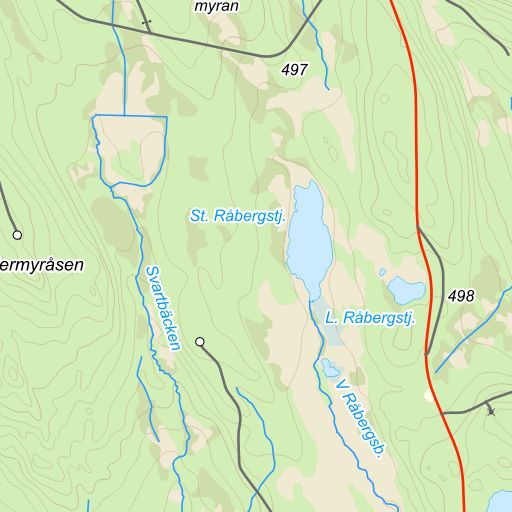 myran
497
St. Råbergstj.
ermyråsen
498
L. Råbergstj.
Svartbäcken
V Råbergsb.